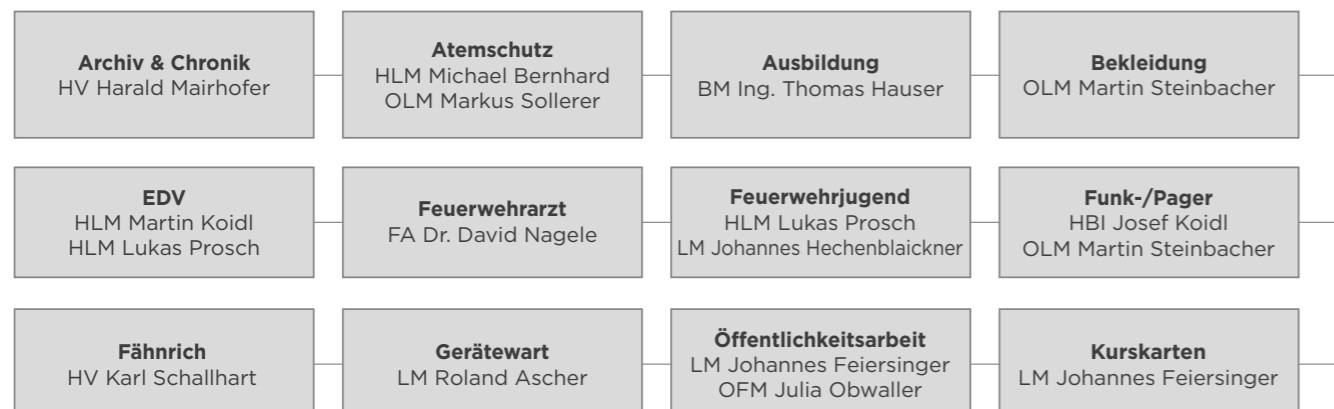 Archiv & Chronik
HV Harald Mairhofer
Atemschutz
HLM Michael Bernhard
OLM Markus Sollerer
Ausbildung
BM Ing. Thomas Hauser
Bekleidung
OLM Martin Steinbacher
EDV
HLM Martin Koidl
HLM Lukas Prosch
Feuerwehrarzt
FA Dr. David Nagele
Feuerwehrjugend
HLM Lukas Prosch
LM Johannes Hechenblaickner
Funk-/Pager
HBI Josef Koidl
OLM Martin Steinbacher
Fähnrich
HV Karl Schallhart
Gerätewart
LM Roland Ascher
Öffentlichkeitsarbeit
LM Johannes Feiersinger
OFM Julia Obwaller
Kurskarten
LM Johannes Feiersinger